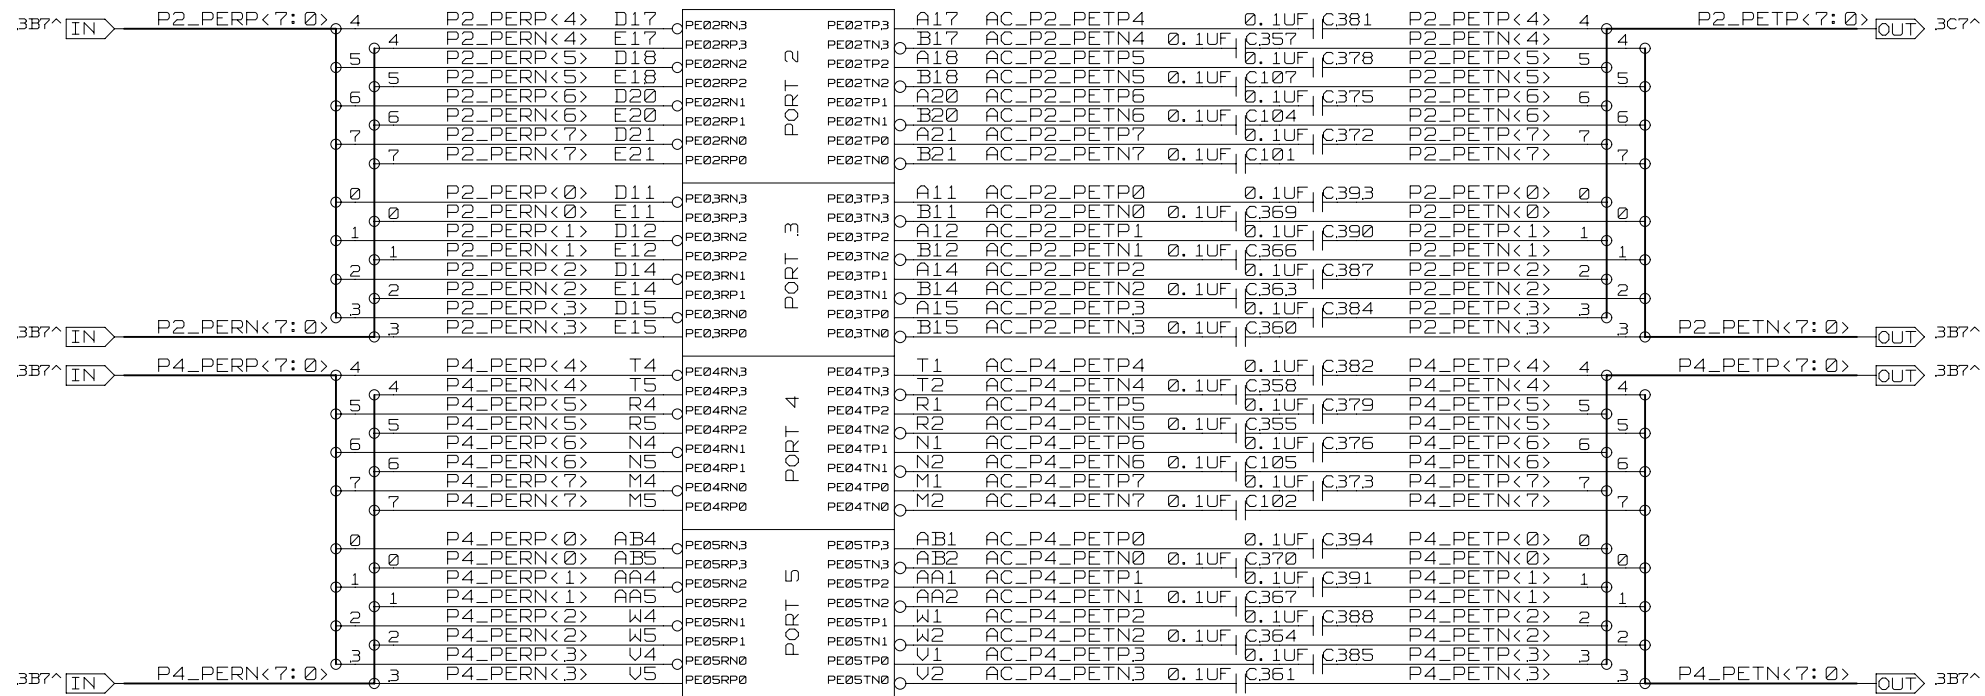 3B7^ IN P2_PERP<7:0> 4 P2_PERP<4> D17 PE02RN3 PE02TP3 A17 AC_P2_PETP4 0.1UF C381 P2_PETP<4> 4 P2_PETP<7:0> OUT 3C7^
4 P2_PERN<4> E17 PE02RP3 PE02TN3 B17 AC_P2_PETN4 0.1UF C357 P2_PETN<4> 4
5 P2_PERP<5> D18 PE02RN2 PE02TP2 A18 AC_P2_PETP5 0.1UF C378 P2_PETP<5> 5
5 P2_PERN<5> E18 PE02RP2 PE02TN2 B18 AC_P2_PETN5 0.1UF C107 P2_PETN<5> 5
PORT 2
6 P2_PERP<6> D20 PE02RN1 PE02TP1 A20 AC_P2_PETP6 0.1UF C375 P2_PETP<6> 6
6 P2_PERN<6> E20 PE02RP1 PE02TN1 B20 AC_P2_PETN6 0.1UF C104 P2_PETN<6> 6
7 P2_PERP<7> D21 PE02RN0 PE02TP0 A21 AC_P2_PETP7 0.1UF C372 P2_PETP<7> 7
7 P2_PERN<7> E21 PE02RP0 PE02TN0 B21 AC_P2_PETN7 0.1UF C101 P2_PETN<7> 7
0 P2_PERP<0> D11 PE03RN3 PE03TP3 A11 AC_P2_PETP0 0.1UF C393 P2_PETP<0> 0
0 P2_PERN<0> E11 PE03RP3 PE03TN3 B11 AC_P2_PETN0 0.1UF C369 P2_PETN<0> 0
1 P2_PERP<1> D12 PE03RN2 PE03TP2 A12 AC_P2_PETP1 0.1UF C390 P2_PETP<1> 1
1 P2_PERN<1> E12 PE03RP2 PE03TN2 B12 AC_P2_PETN1 0.1UF C366 P2_PETN<1> 1
PORT 3
2 P2_PERP<2> D14 PE03RN1 PE03TP1 A14 AC_P2_PETP2 0.1UF C387 P2_PETP<2> 2
2 P2_PERN<2> E14 PE03RP1 PE03TN1 B14 AC_P2_PETN2 0.1UF C363 P2_PETN<2> 2
3 P2_PERP<3> D15 PE03RN0 PE03TP0 A15 AC_P2_PETP3 0.1UF C384 P2_PETP<3> 3
3B7^ IN P2_PERN<7:0> 3 P2_PERN<3> E15 PE03RP0 PE03TN0 B15 AC_P2_PETN3 0.1UF C360 P2_PETN<3> 3 P2_PETN<7:0> OUT 3B7^
3B7^ IN P4_PERP<7:0> 4 P4_PERP<4> T4 PE04RN3 PE04TP3 T1 AC_P4_PETP4 0.1UF C382 P4_PETP<4> 4 P4_PETP<7:0> OUT 3B7^
4 P4_PERN<4> T5 PE04RP3 PE04TN3 T2 AC_P4_PETN4 0.1UF C358 P4_PETN<4> 4
5 P4_PERP<5> R4 PE04RN2 PE04TP2 R1 AC_P4_PETP5 0.1UF C379 P4_PETP<5> 5
5 P4_PERN<5> R5 PE04RP2 PE04TN2 R2 AC_P4_PETN5 0.1UF C355 P4_PETN<5> 5
PORT 4
6 P4_PERP<6> N4 PE04RN1 PE04TP1 N1 AC_P4_PETP6 0.1UF C376 P4_PETP<6> 6
6 P4_PERN<6> N5 PE04RP1 PE04TN1 N2 AC_P4_PETN6 0.1UF C105 P4_PETN<6> 6
7 P4_PERP<7> M4 PE04RN0 PE04TP0 M1 AC_P4_PETP7 0.1UF C373 P4_PETP<7> 7
7 P4_PERN<7> M5 PE04RP0 PE04TN0 M2 AC_P4_PETN7 0.1UF C102 P4_PETN<7> 7
0 P4_PERP<0> AB4 PE05RN3 PE05TP3 AB1 AC_P4_PETP0 0.1UF C394 P4_PETP<0> 0
0 P4_PERN<0> AB5 PE05RP3 PE05TN3 AB2 AC_P4_PETN0 0.1UF C370 P4_PETN<0> 0
1 P4_PERP<1> AA4 PE05RN2 PE05TP2 AA1 AC_P4_PETP1 0.1UF C391 P4_PETP<1> 1
1 P4_PERN<1> AA5 PE05RP2 PE05TN2 AA2 AC_P4_PETN1 0.1UF C367 P4_PETN<1> 1
PORT 5
2 P4_PERP<2> W4 PE05RN1 PE05TP1 W1 AC_P4_PETP2 0.1UF C388 P4_PETP<2> 2
2 P4_PERN<2> W5 PE05RP1 PE05TN1 W2 AC_P4_PETN2 0.1UF C364 P4_PETN<2> 2
3 P4_PERP<3> V4 PE05RN0 PE05TP0 V1 AC_P4_PETP3 0.1UF C385 P4_PETP<3> 3
3B7^ IN P4_PERN<7:0> 3 P4_PERN<3> V5 PE05RP0 PE05TN0 V2 AC_P4_PETN3 0.1UF C361 P4_PETN<3> 3 P4_PETN<7:0> OUT 3B7^